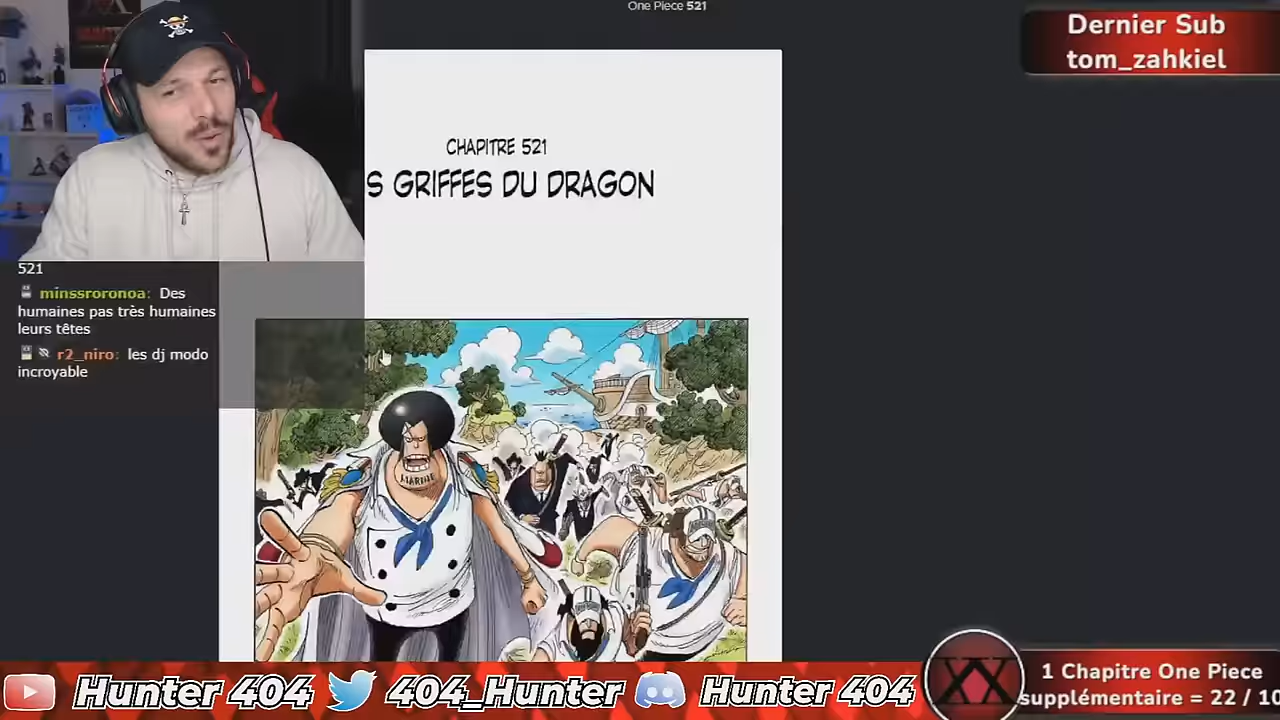 One Piece 521
Dernier Sub
tom_zahkiel
CHAPITRE 521
S GRIFFES DU DRAGON
521
minssroronoa: Des
humaines pas très humaines
leurs têtes
r2_niro: les dj modo
incroyable
MARINE
Hunter 404
404_Hunter
Hunter 404
1 Chapitre One Piece
supplémentaire = 22 / 10